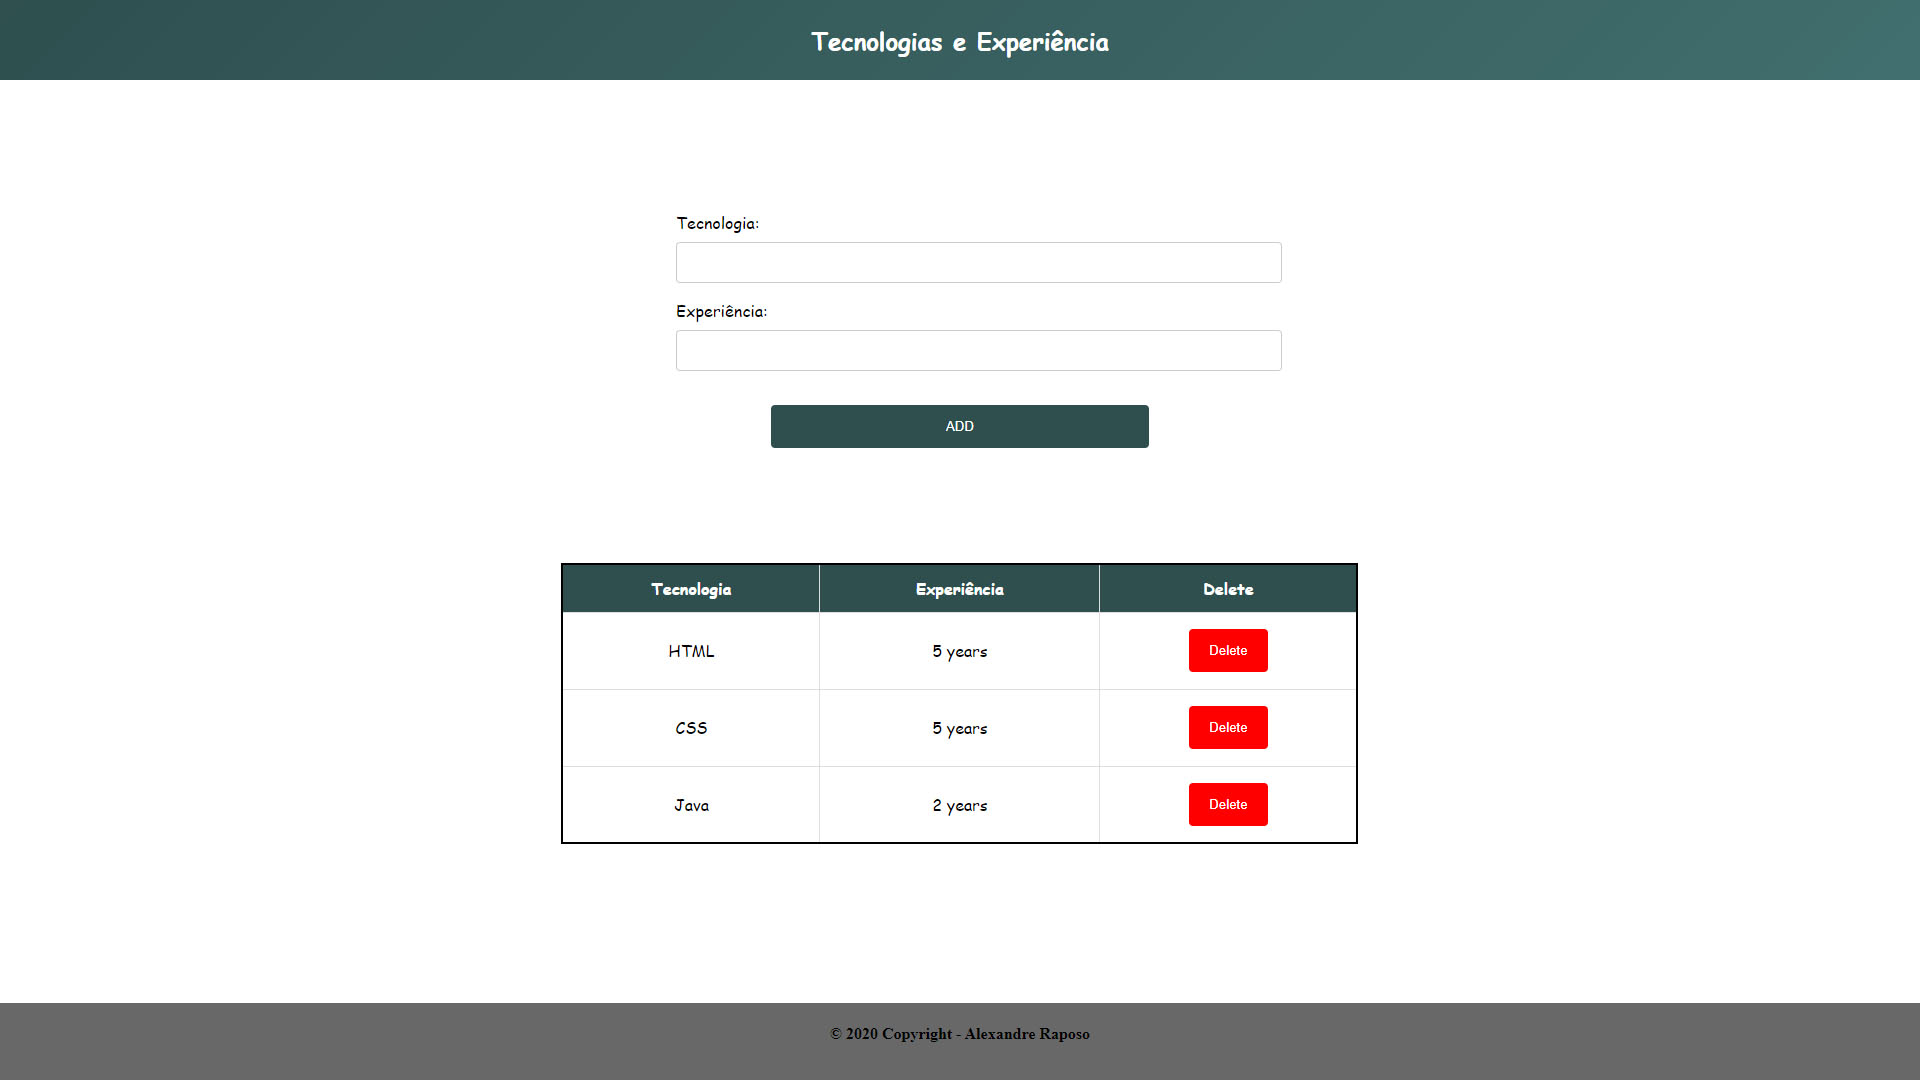 Tecnologias e Experiência
Tecnologia:
Experiência:
ADD
Tecnologia Experiência Delete
HTML 5 years Delete
CSS 5 years Delete
Java 2 years Delete
© 2020 Copyright - Alexandre Raposo